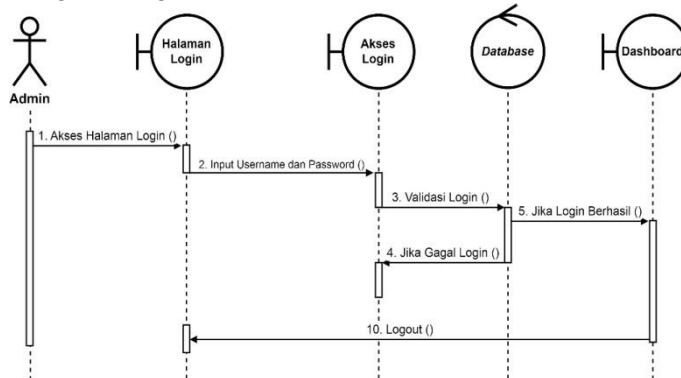 Halaman
Login
Akses
Login
Database
Dashboard
Admin
1. Akses Halaman Login ()
2. Input Username dan Password ()
3. Validasi Login ()
5. Jika Login Berhasil ()
4. Jika Gagal Login ()
10. Logout ()